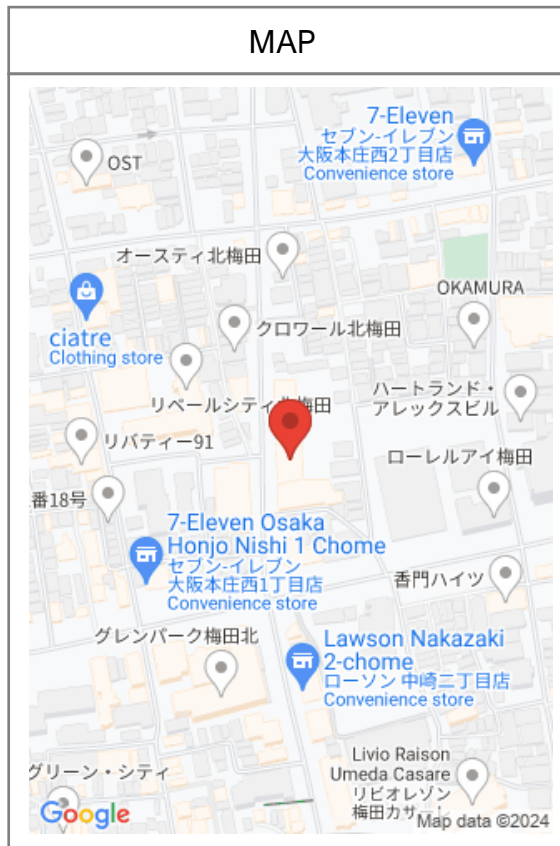 MAP
7-Eleven
セブン-イレブン
大阪本庄西2丁目店
Convenience store
OST
オースティ北梅田
OKAMURA
ciatre
Clothing store
クロワール北梅田
リベールシティ北梅田
ハートランド・
アレックスビル
リバティー91
ローレルアイ梅田
番18号
7-Eleven Osaka
Honjo Nishi 1 Chome
セブン-イレブン
大阪本庄西1丁目店
Convenience store
香門ハイツ
グレンパーク梅田北
Lawson Nakazaki
2-chome
ローソン 中崎二丁目店
Convenience store
Livio Raison
Umeda Casare
リビオレゾン
梅田カサーレ
グリーン・シティ
Google
Map data ©2024